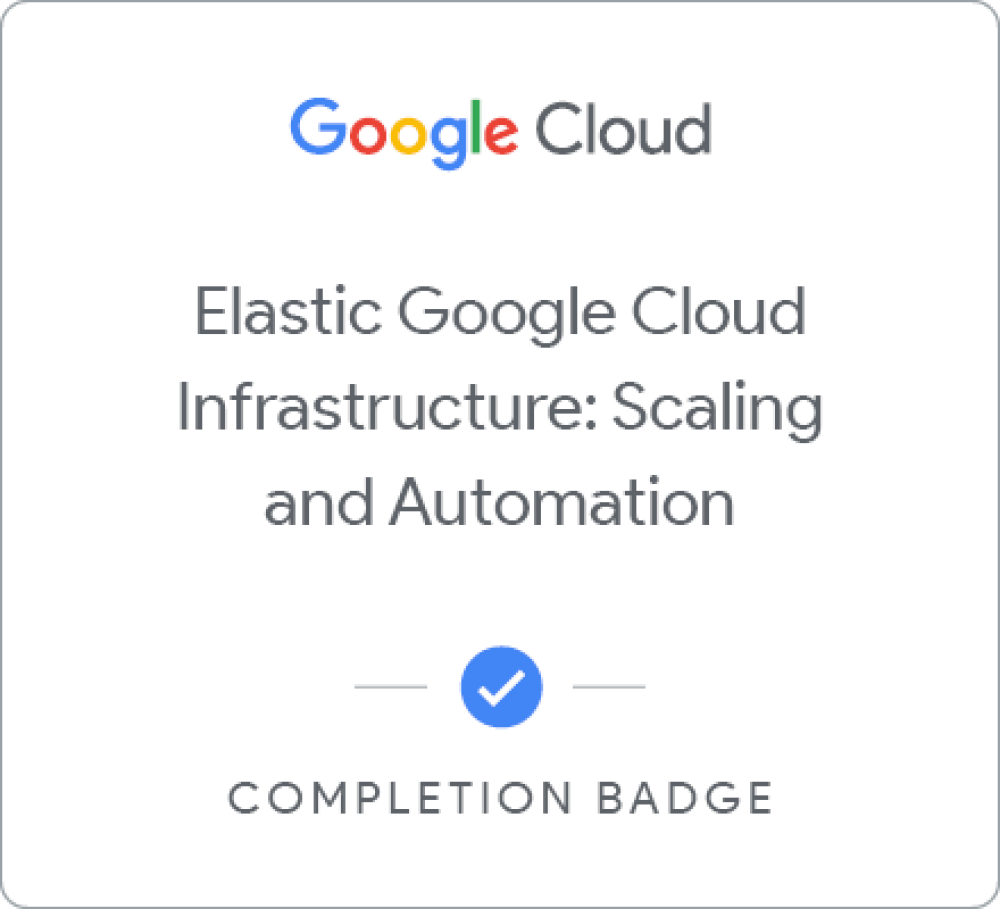 Google Cloud
Elastic Google Cloud
Infrastructure: Scaling
and Automation
COMPLETION BADGE